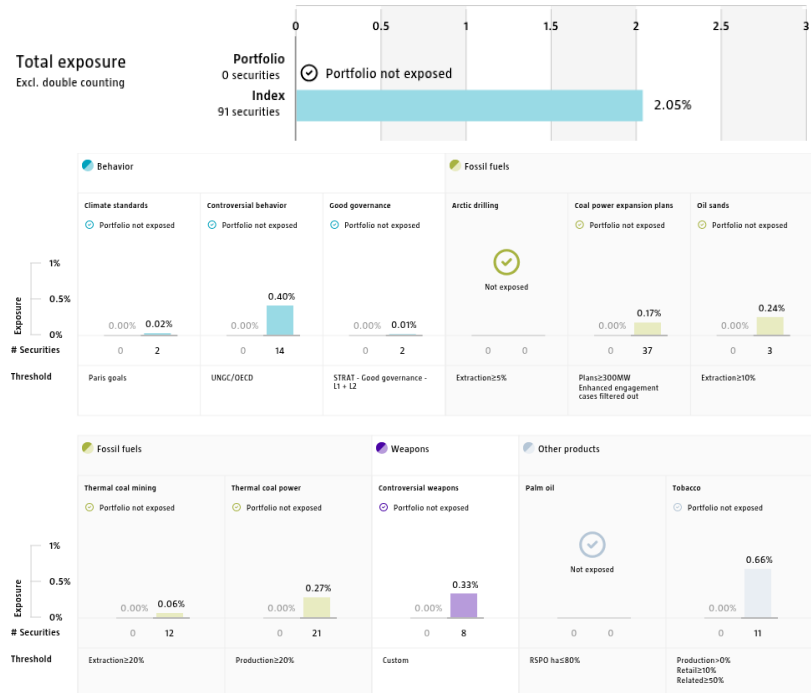 0 0.5 1 1.5 2 2.5 3
Total exposure
Excl. double counting
Portfolio
0 securities
Portfolio not exposed
Index
91 securities
2.05%
Behavior
Fossil fuels
Climate standards
Controversial behavior
Good governance
Arctic drilling
Coal power expansion plans
Oil sands
Portfolio not exposed
Portfolio not exposed
Portfolio not exposed
Not exposed
Portfolio not exposed
Portfolio not exposed
Exposure
1%
0.5%
0%
0.00% 0.02%
0.00% 0.40%
0.00% 0.01%
0.00% 0.17%
0.00% 0.24%
# Securities
0 2
0 14
0 2
0 0
0 37
0 3
Threshold
Paris goals
UNGC/OECD
STRAT - Good governance -
L1 + L2
Extraction≥5%
Plans≥300MW
Enhanced engagement
cases filtered out
Extraction≥10%
Fossil fuels
Weapons
Other products
Thermal coal mining
Thermal coal power
Controversial weapons
Palm oil
Tobacco
Portfolio not exposed
Portfolio not exposed
Portfolio not exposed
Not exposed
Portfolio not exposed
Exposure
1%
0.5%
0%
0.00% 0.06%
0.00% 0.27%
0.00% 0.33%
0.00% 0.66%
# Securities
0 12
0 21
0 8
0 0
0 11
Threshold
Extraction≥20%
Production≥20%
Custom
RSPO ha≤80%
Production>0%
Retail≥10%
Related≥50%